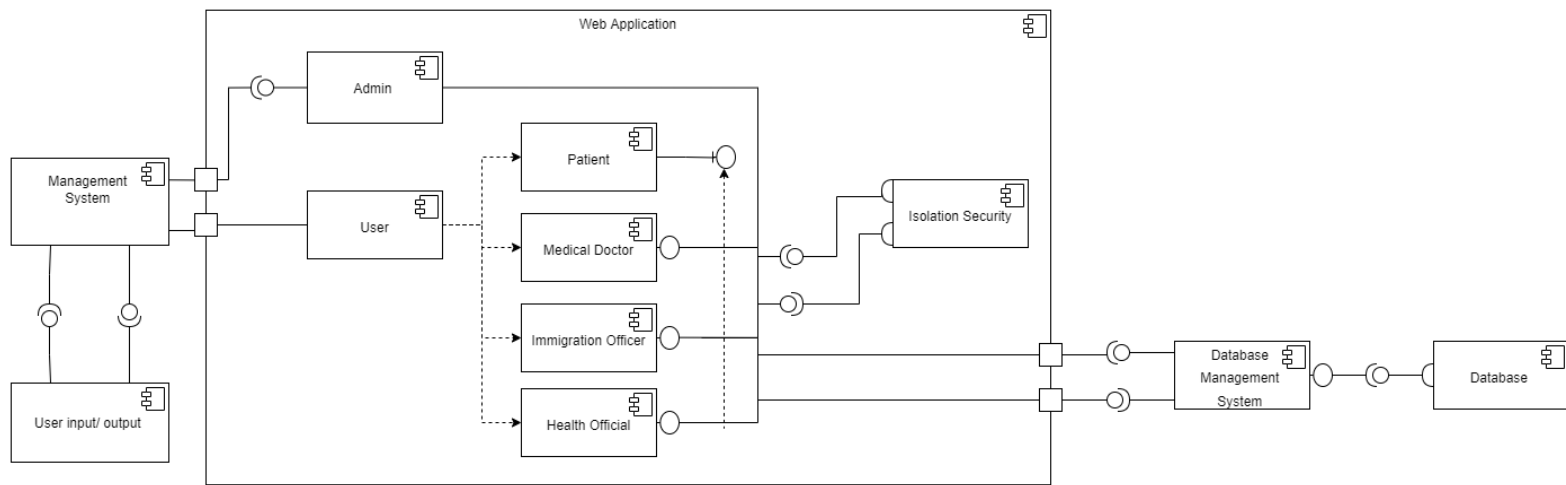 Web Application
Admin
Patient
Management
System
User
Isolation Security
Medical Doctor
Immigration Officer
Database
Management
System
Database
User input/ output
Health Official